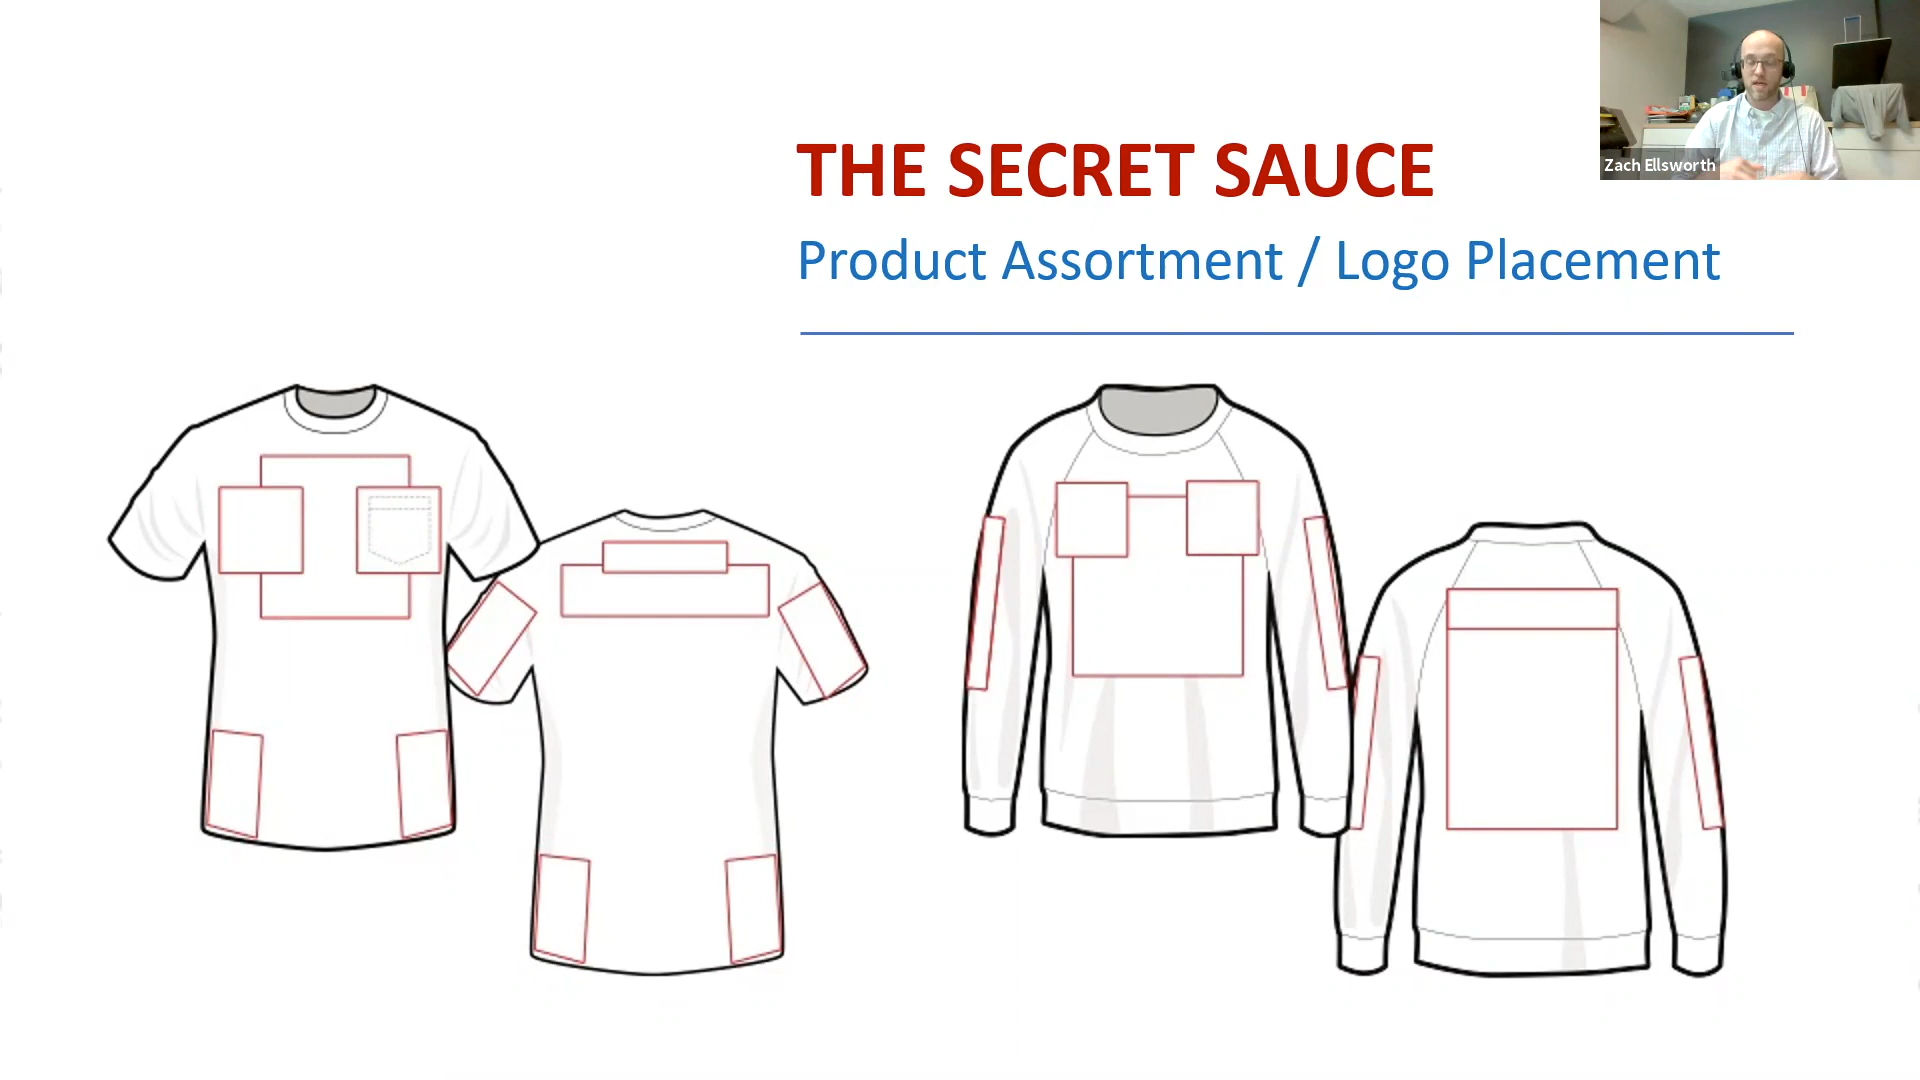 THE SECRET SAUCE
Product Assortment / Logo Placement
Zach Ellsworth